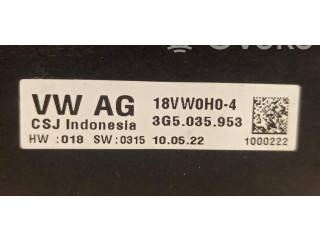 VW AG 18VW0H0-4
CSJ Indonesia 3G5.035.953
HW :018 SW:0315 10.05.22 1000222